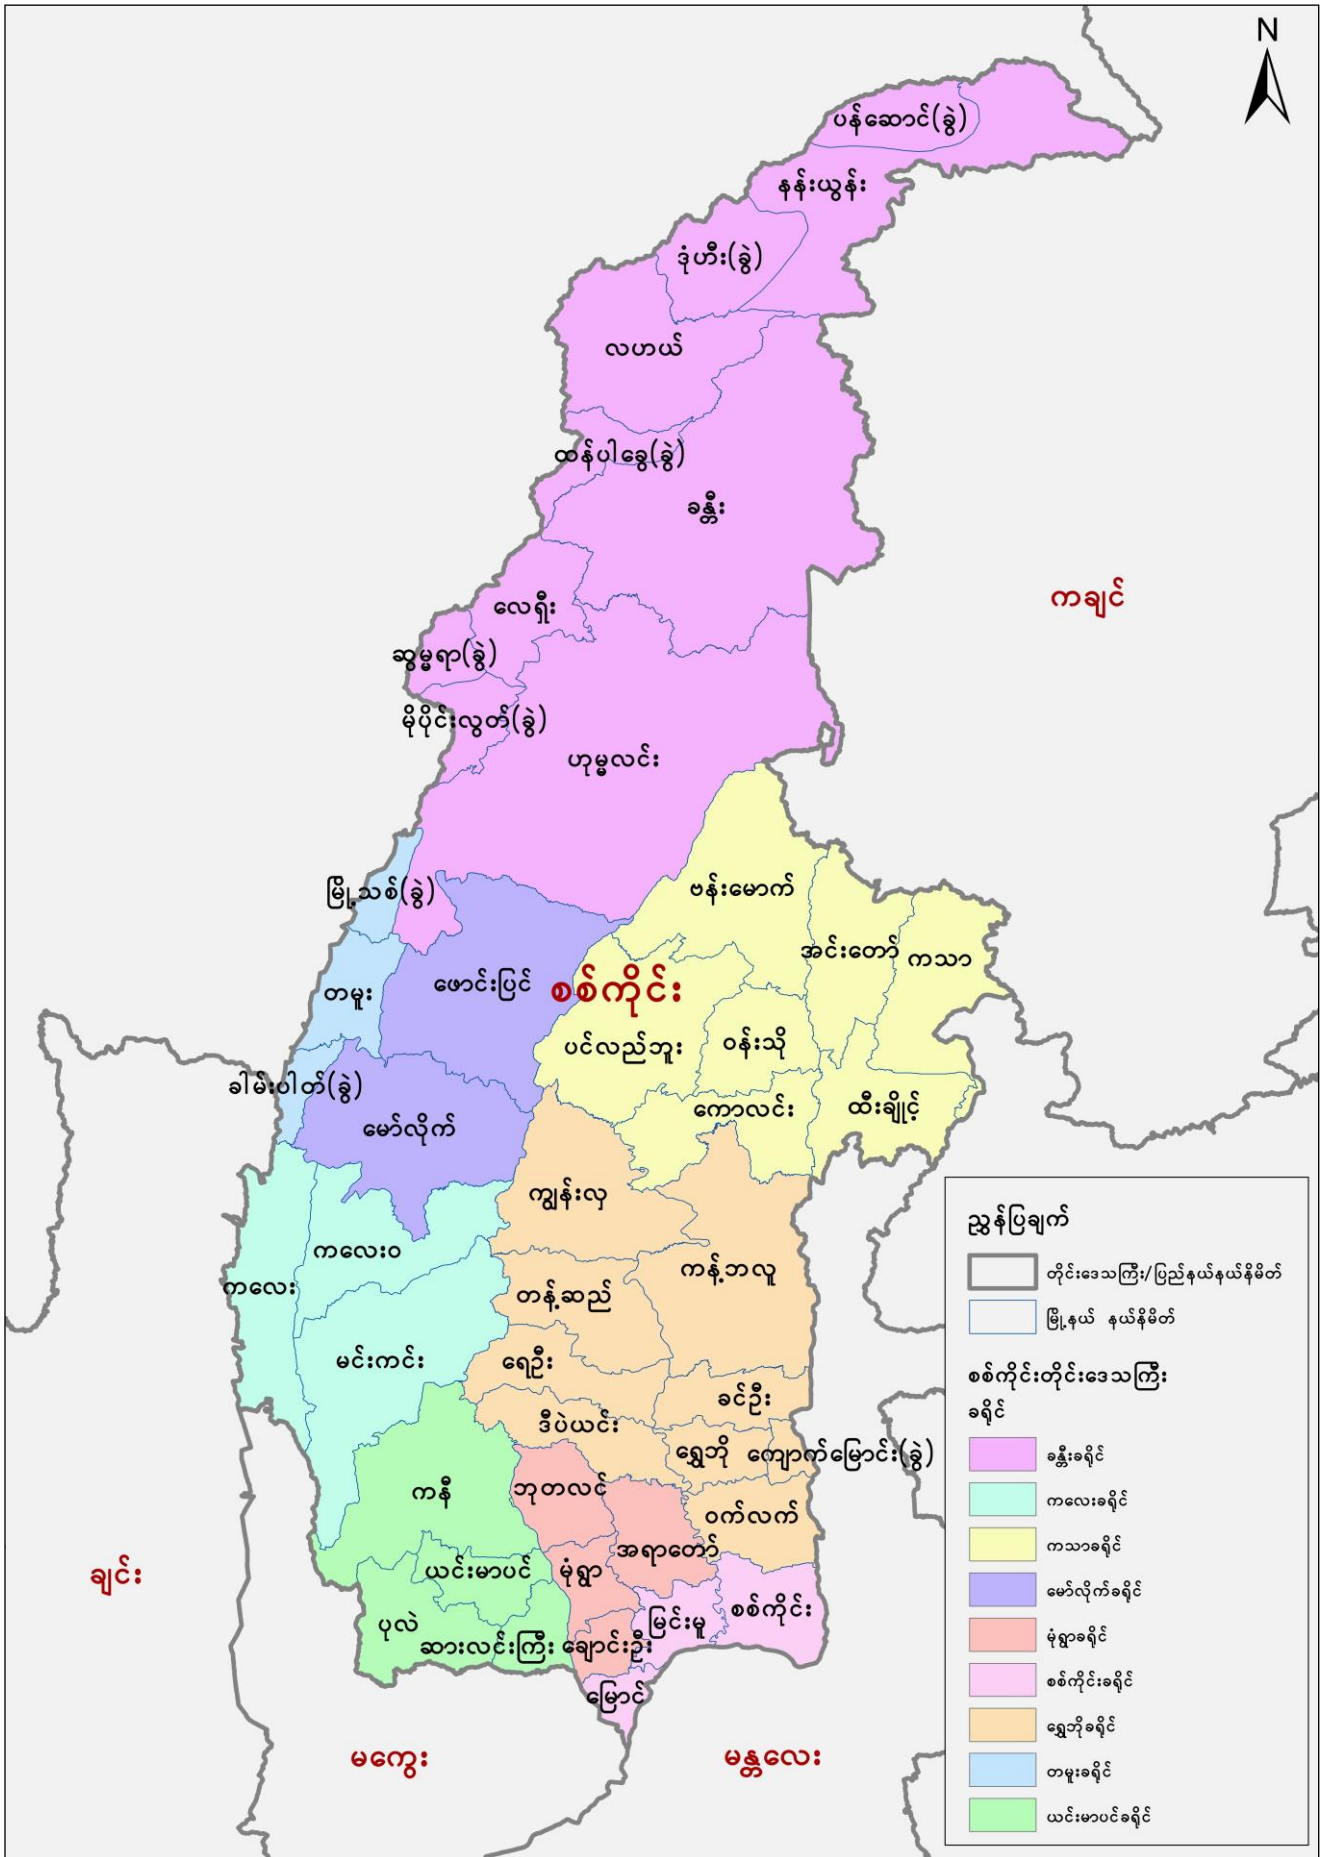 N
ပန်ဆောင်(ခွဲ)
နန်းယွန်း
ဒုံဟီး(ခွဲ)
လဟယ်
ထန်ပါခွေ(ခွဲ)
ခန္တီး
ကချင်
လေရှီး
ဆွမ္မရာ(ခွဲ)
မိုပိုင်းလွတ်(ခွဲ)
ဟုမ္မလင်း
မြို့သစ်(ခွဲ)
ဗန်းမောက်
အင်းတော်
ကသာ
တမူး
ဖောင်းပြင်
စစ်ကိုင်း
ပင်လည်ဘူး
ဝန်းသို
ခါမ်းပါတ်(ခွဲ)
မော်လိုက်
ကောလင်း
ထီးချိုင့်
ကျွန်းလှ
ကလေးဝ
ကန့်ဘလူ
ကလေး
တန့်ဆည်
မင်းကင်း
ရေဦး
ခင်ဦး
ဒီပဲယင်း
ရွှေဘို
ကျောက်မြောင်း(ခွဲ)
ကနီ
ဘုတလင်
ဝက်လက်
အရာတော်
ချင်း
ယင်းမာပင်
မုံရွာ
စစ်ကိုင်း
ပုလဲ
မြင်းမူ
ဆားလင်းကြီး
ချောင်းဦး
မြောင်
မကွေး
မန္တလေး
ညွှန်ပြချက်
တိုင်းဒေသကြီး/ပြည်နယ်နယ်နိမိတ်
မြို့နယ် နယ်နိမိတ်
စစ်ကိုင်းတိုင်းဒေသကြီး
ခရိုင်
ခန္တီးခရိုင်
ကလေးခရိုင်
ကသာခရိုင်
မော်လိုက်ခရိုင်
မုံရွာခရိုင်
စစ်ကိုင်းခရိုင်
ရွှေဘိုခရိုင်
တမူးခရိုင်
ယင်းမာပင်ခရိုင်